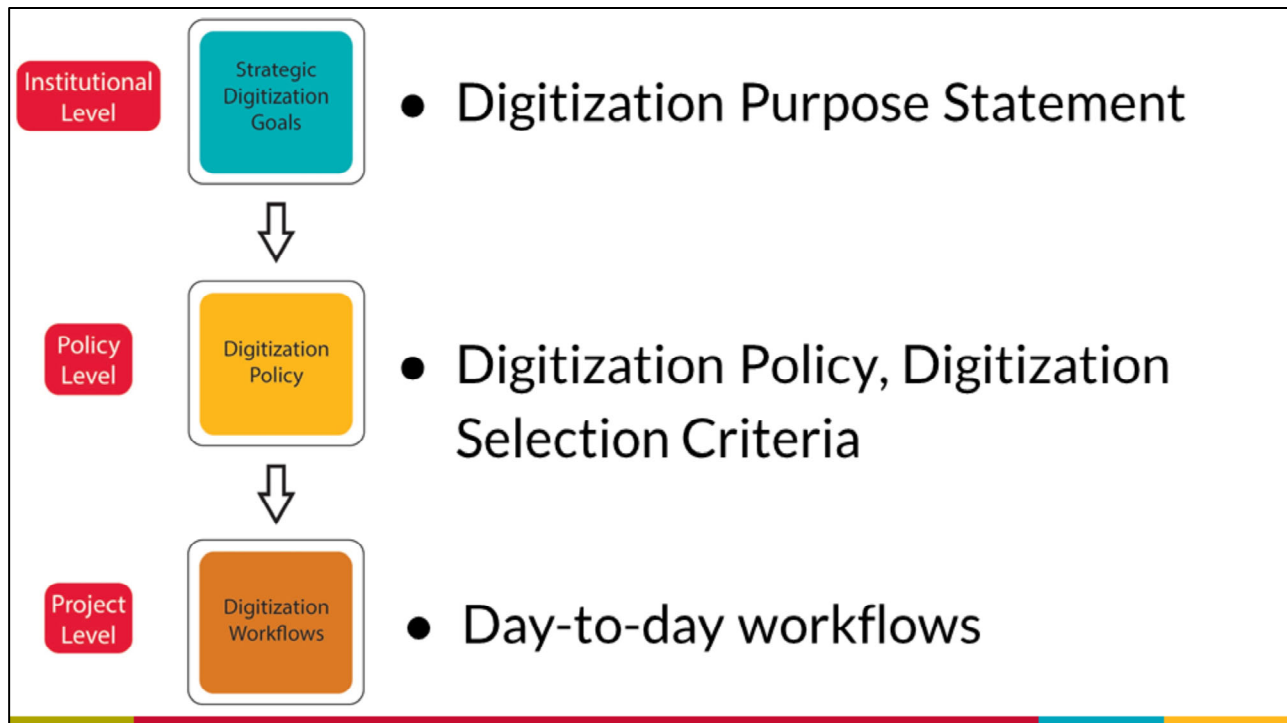 Institutional
Level
Strategic
Digitization
Goals
● Digitization Purpose Statement
Policy
Level
Digitization
Policy
● Digitization Policy, Digitization
Selection Criteria
Project
Level
Digitization
Workflows
● Day-to-day workflows